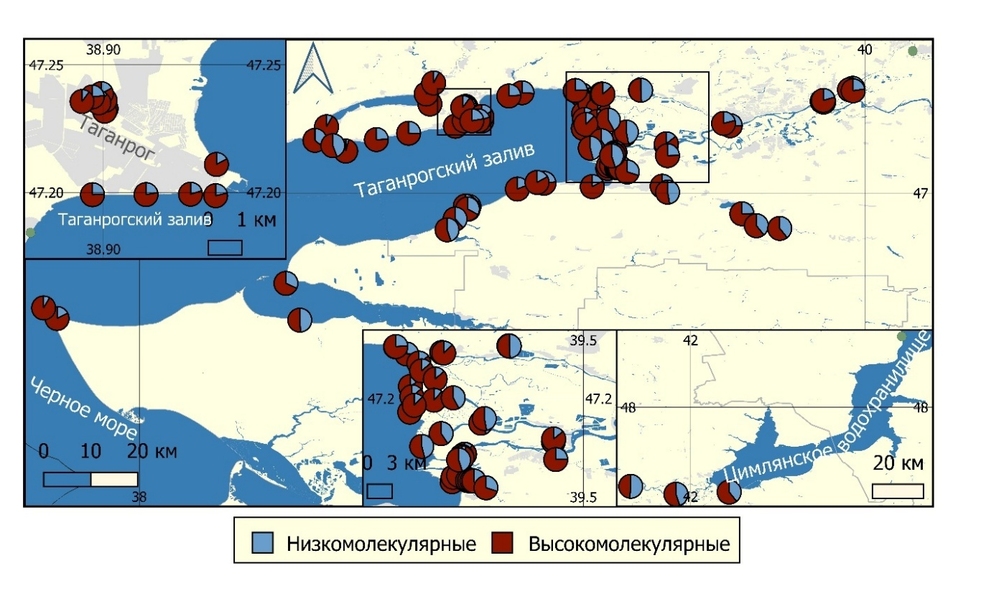 38.90
47.25
47.25
Таганрог
47.20
47.20
Таганрогский залив
0 1 км
38.90
40
Таганрогский залив
47
Черное море
0 10 20 км
38
39.5
47.2
47.2
0 3 км
39.5
42
48
48
Цимлянское водохранилище
20 км
42
Низкомолекулярные
Высокомолекулярные